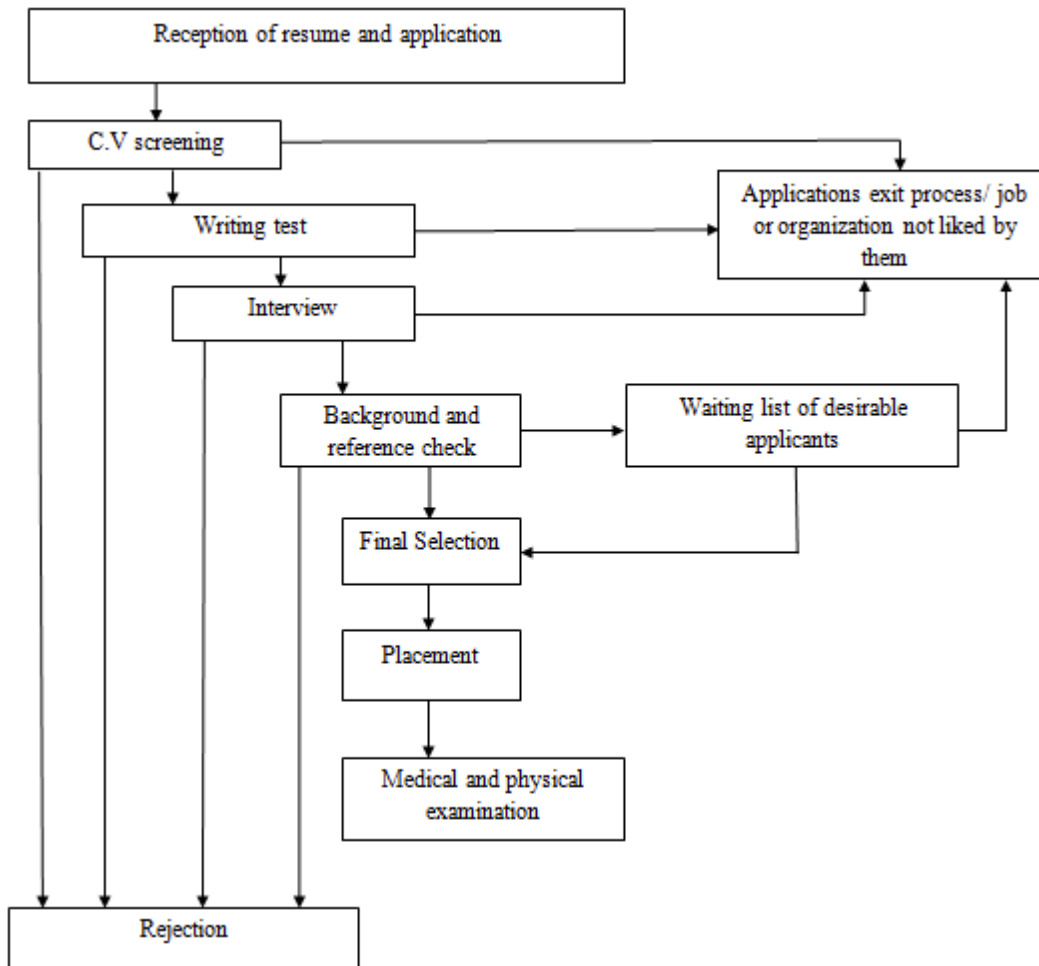 Reception of resume and application
C.V screening
Applications exit process/ job
or organization not liked by
them
Writing test
Interview
Background and
reference check
Waiting list of desirable
applicants
Final Selection
Placement
Medical and physical
examination
Rejection